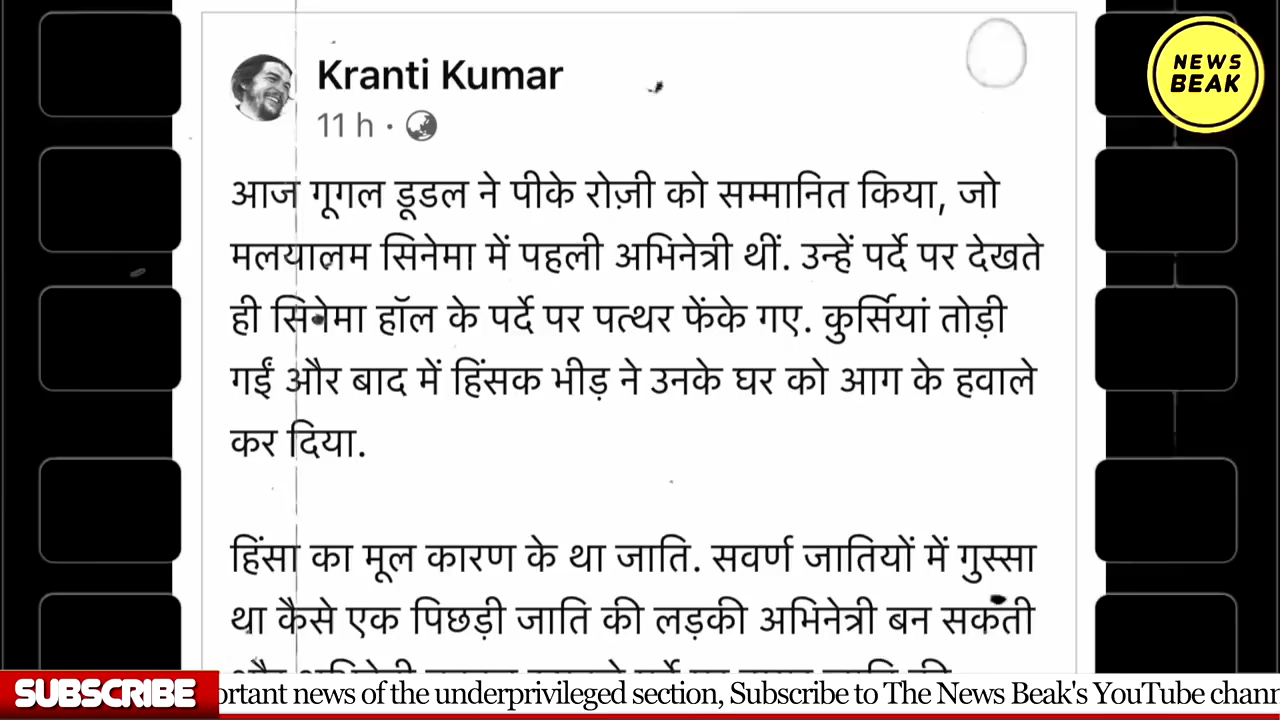 Kranti Kumar
11 h
NEWS
BEAK
आज गूगल डूडल ने पीके रोज़ी को सम्मानित किया, जो
मलयालम सिनेमा में पहली अभिनेत्री थीं. उन्हें पर्दे पर देखते
ही सिनेमा हॉल के पर्दे पर पत्थर फेंके गए. कुर्सियां तोड़ी
गईं और बाद में हिंसक भीड़ ने उनके घर को आग के हवाले
कर दिया.
हिंसा का मूल कारण के था जाति. सवर्ण जातियों में गुस्सा
था कैसे एक पिछड़ी जाति की लड़की अभिनेत्री बन सकती
SUBSCRIBE
news of the underprivileged section, Subscribe to The News Beak's YouTube